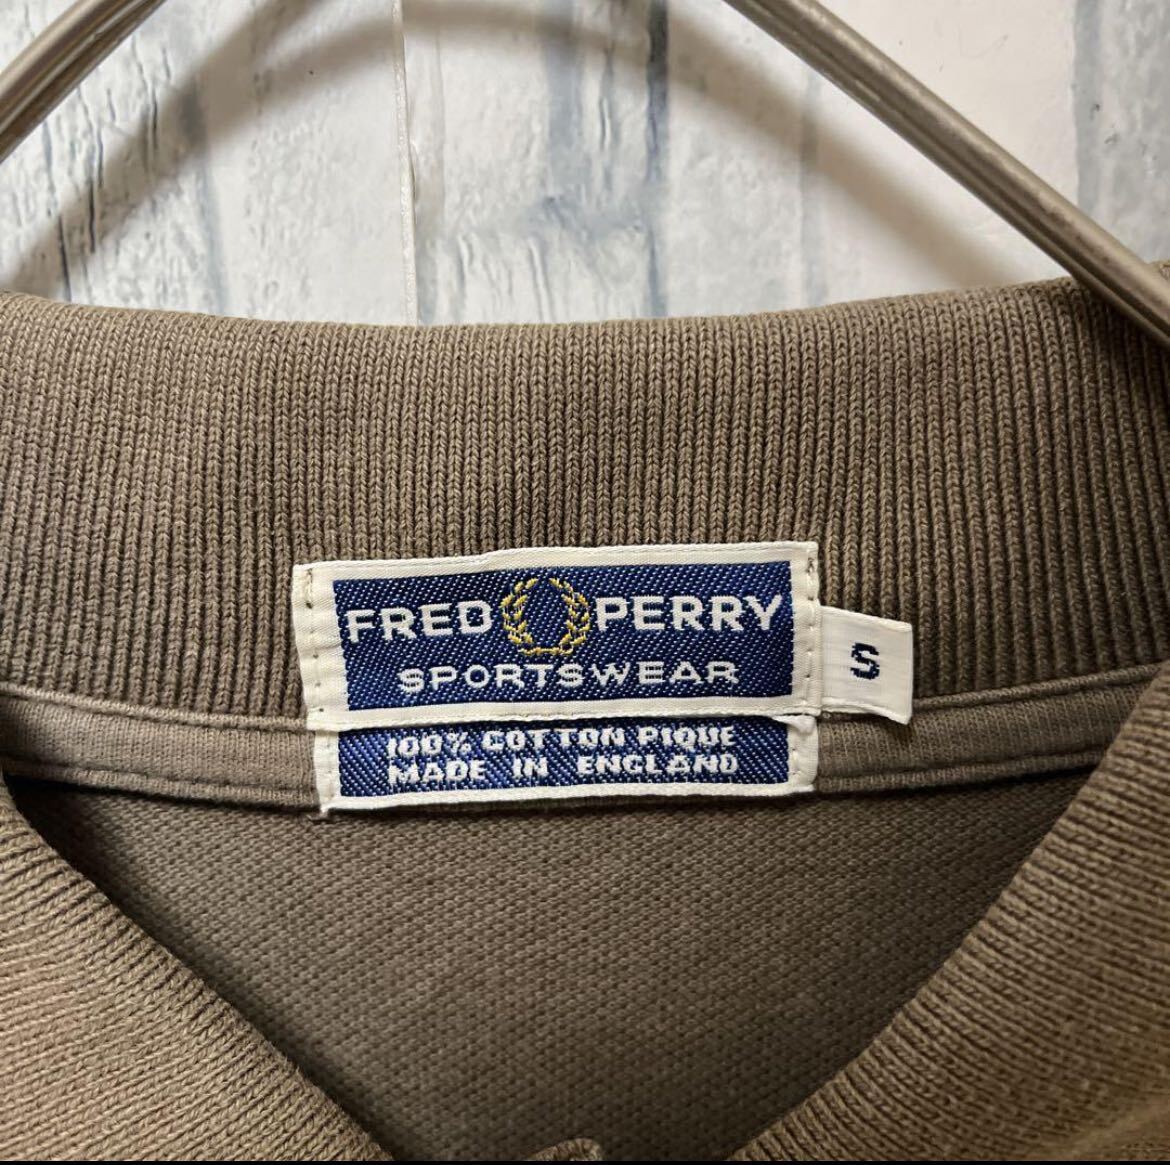 FRED PERRY
SPORTSWEAR
S
100% COTTON PIQUE
MADE IN ENGLAND